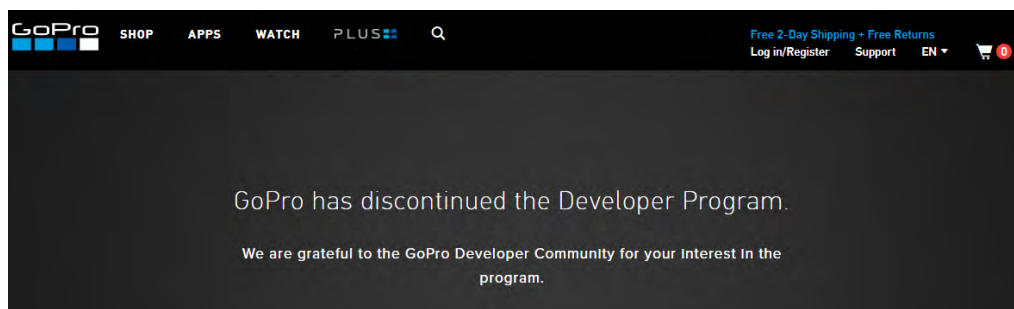 GoPro SHOP APPS WATCH PLUS
Free 2-Day Shipping + Free Returns
Log in/Register Support EN 0
GoPro has discontinued the Developer Program.
We are grateful to the GoPro Developer Community for your interest in the
program.